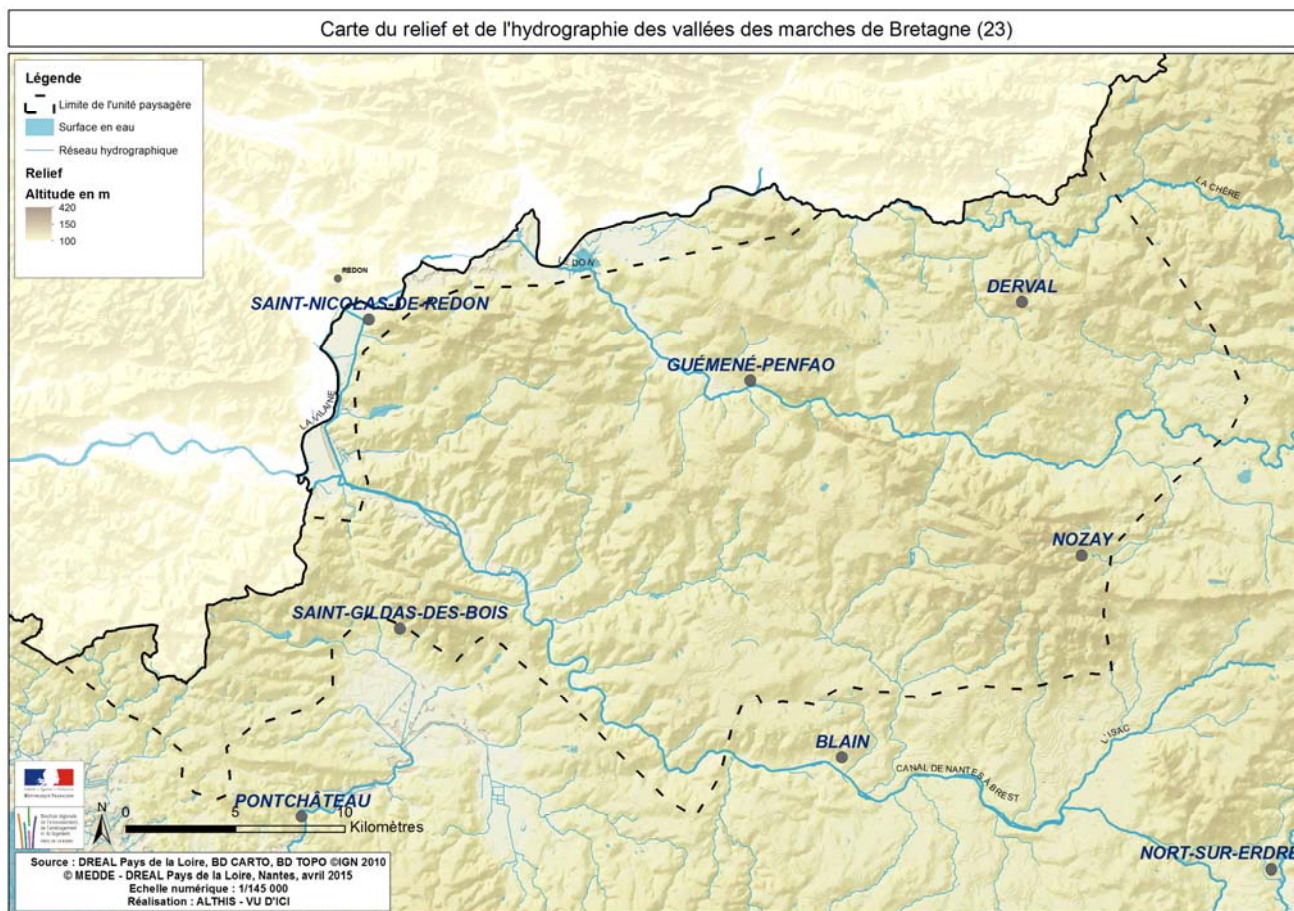 Carte du relief et de l'hydrographie des vallées des marches de Bretagne (23)
Légende
Limite de l'unité paysagère
Surface en eau
Réseau hydrographique
Relief
Altitude en m
420
150
100
LA CHÈRE
LE DON
REDON
SAINT-NICOLAS-DE-REDON
DERVAL
GUÉMENÉ-PENFAO
LA VILAINE
NOZAY
SAINT-GILDAS-DES-BOIS
L'ISAC
BLAIN
CANAL DE NANTES À BREST
PONTCHÂTEAU
NORT-SUR-ERDRE
RÉPUBLIQUE FRANÇAISE
N
0 5 10
Kilomètres
Source : DREAL Pays de la Loire, BD CARTO, BD TOPO ©IGN 2010
© MEDDE - DREAL Pays de la Loire, Nantes, avril 2015
Echelle numérique : 1/145 000
Réalisation : ALTHIS - VU D'ICI